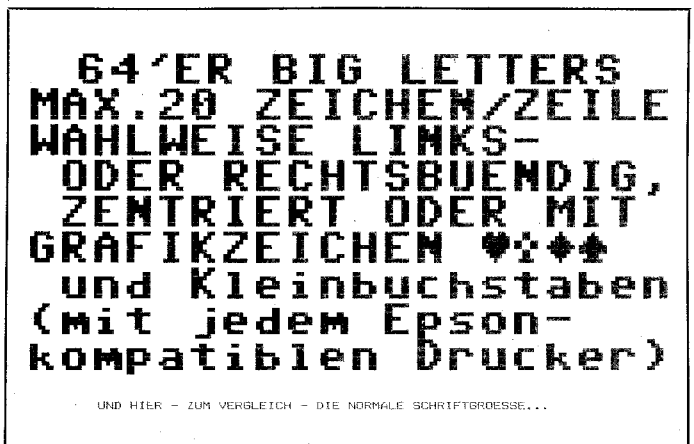 64'ER BIG LETTERS
MAX.20 ZEICHEN/ZEILE
WAHLWEISE LINKS-
ODER RECHTSBUENDIG,
ZENTRIERT ODER MIT
GRAFIKZEICHEN ♥♣♦♠
und Kleinbuchstaben
(mit jedem Epson-
kompatiblen Drucker)
UND HIER - ZUM VERGLEICH - DIE NORMALE SCHRIFTGROESSE...